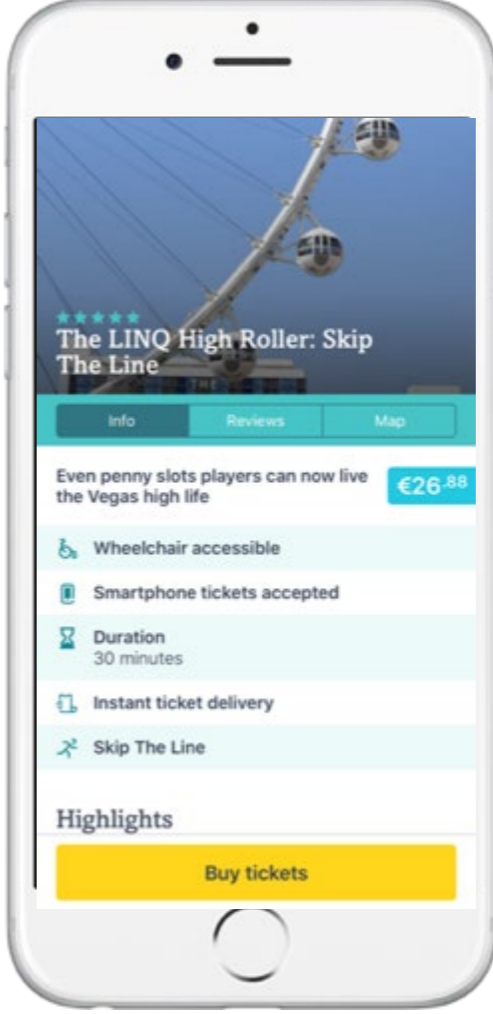 The LINQ High Roller: Skip
The Line
THE
Info
Reviews
Map
Even penny slots players can now live
the Vegas high life
€26.88
Wheelchair accessible
Smartphone tickets accepted
Duration
30 minutes
Instant ticket delivery
Skip The Line
Highlights
Buy tickets